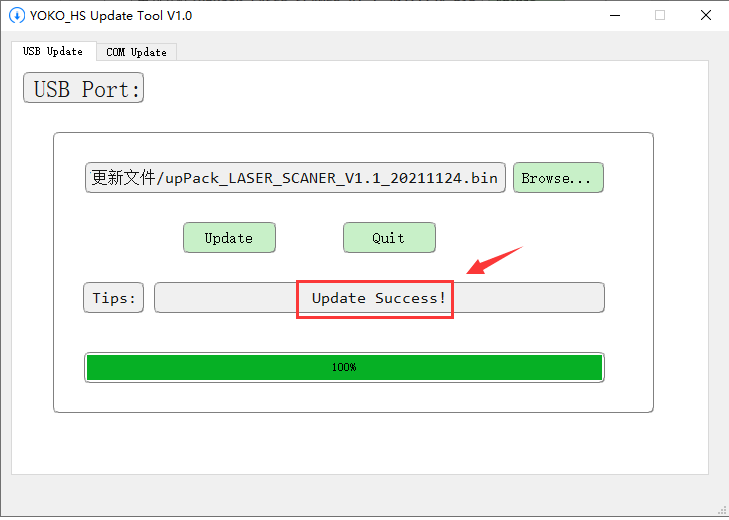 YOKO_HS Update Tool V1.0
USB Update
COM Update
USB Port:
更新文件/upPack_LASER_SCANER_V1.1_20211124.bin
Browse...
Update
Quit
Tips:
Update Success!
100%